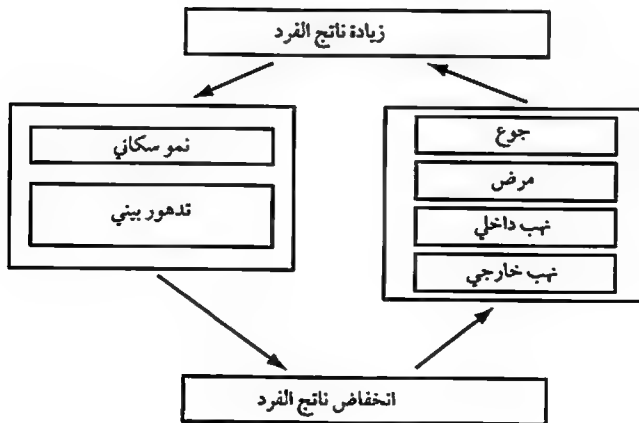 زيادة ناتج الفرد
جوع
مرض
نهب داخلي
نهب خارجي
نمو سكاني
تدهور بيئي
انخفاض ناتج الفرد